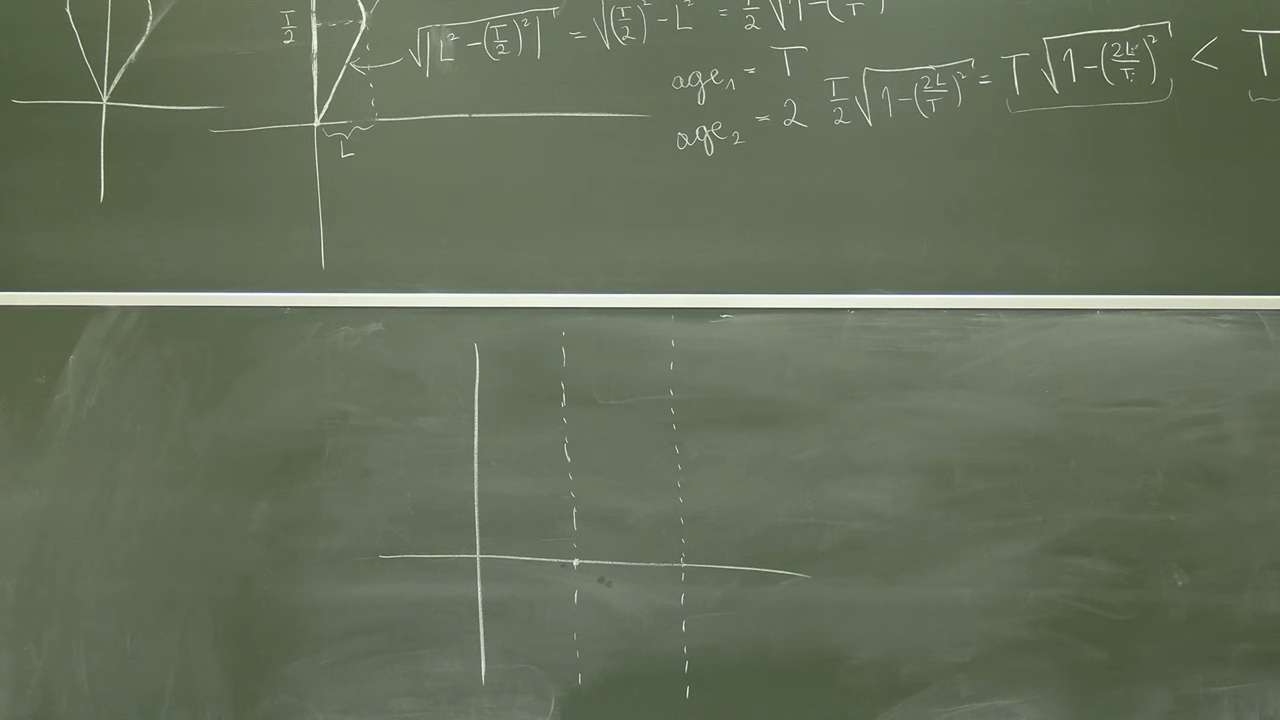 T/2
√|L² − (T/2)²| = √(T/2)² − L² = T/2 √1 − (
age₁ = T
age₂ = 2 T/2 √1 − (2L/T)² = T √1 − (2L/T)² < T
L